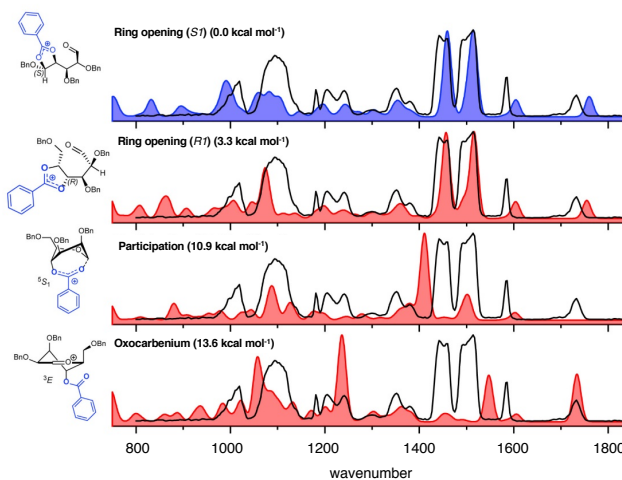 Ring opening (S1) (0.0 kcal mol-1)
O
O
⊕
O
BnO
OBn
(S)
H
OBn
Ring opening (R1) (3.3 kcal mol-1)
BnO
O
OBn
H
O
OBn
⊕
O
(R)
Participation (10.9 kcal mol-1)
OBn
BnO
OBn
O
O
O
⊕
5S1
Oxocarbenium (13.6 kcal mol-1)
OBn
BnO
O⊕
OBn
3E
O
O
800
1000
1200
1400
1600
1800
wavenumber